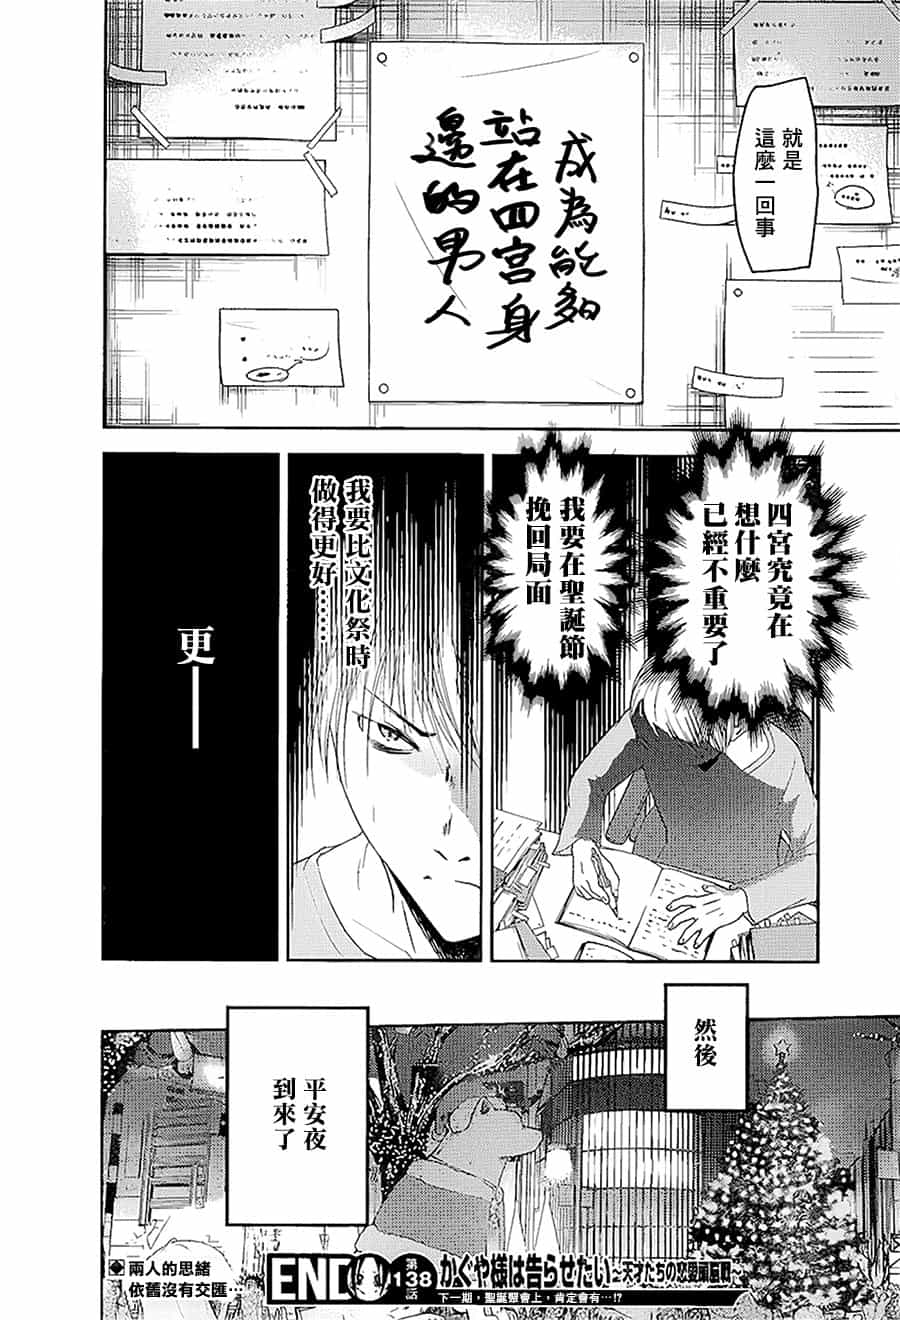 就是
這麼一回事
成為能夠
站在四宮身
邊的男人
四宮究竟在
想什麼
已經不重要了
我要在聖誕節
挽回局面
我要比文化祭時
做得更好……
更——
然後
平安夜
到來了
兩人的思緒
依舊沒有交匯…
END
第138話
かぐや様は告らせたい～天才たちの恋愛頭脳戦～
下一期，聖誕聚會上，肯定會有…!?